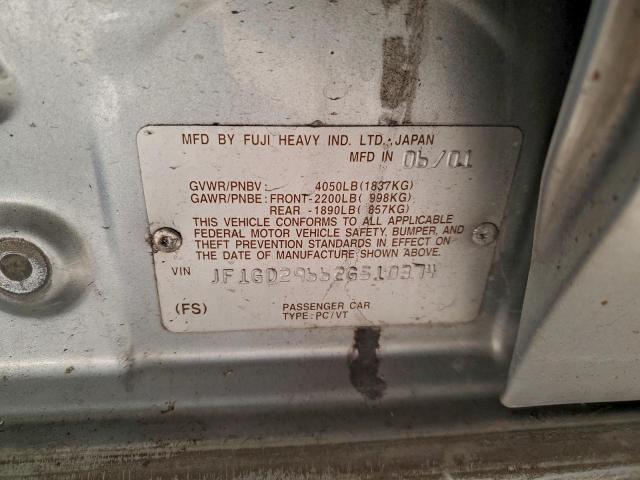 MFD BY FUJI HEAVY IND. LTD., JAPAN
MFD IN 06/01
GVWR/PNBV: 4050LB(1837KG)
GAWR/PNBE: FRONT-2200LB( 998KG)
REAR -1890LB( 857KG)
THIS VEHICLE CONFORMS TO ALL APPLICABLE
FEDERAL MOTOR VEHICLE SAFETY, BUMPER, AND
THEFT PREVENTION STANDARDS IN EFFECT ON
THE DATE OF MANUFACTURE SHOWN ABOVE.
VIN JF1GD29662G510374
(FS) PASSENGER CAR
TYPE: PC/VT